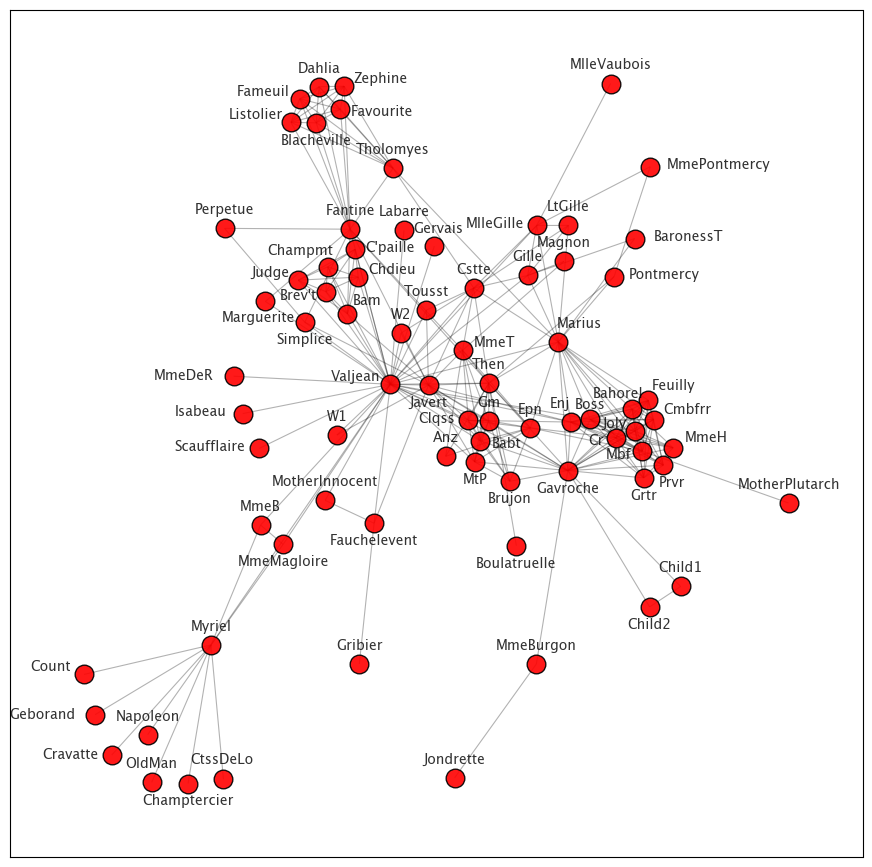 MlleVaubois
Dahlia
Zephine
Fameuil
Favourite
Listolier
Blacheville
Tholomyes
MmePontmercy
Perpetue
Fantine
Labarre
LtGille
MlleGille
Gervais
BaronessT
Magnon
C'paille
Champmt
Gille
Chdieu
Cstte
Judge
Pontmercy
Tousst
Brev't
Bam
W2
Marguerite
Simplice
Marius
MmeT
Then
MmeDeR
Valjean
Feuilly
Bahorel
Javert
Gm
Enj
Boss
Epn
Cmbfrr
Isabeau
W1
Clqss
Joly
Anz
Babt
Cr
MmeH
Scaufflaire
Mbf
MtP
MotherInnocent
Prvr
MotherPlutarch
Gavroche
Grtr
Brujon
MmeB
Fauchelevent
MmeMagloire
Boulatruelle
Child1
Child2
Myriel
Gribier
MmeBurgon
Count
Geborand
Napoleon
Cravatte
OldMan
CtssDeLo
Jondrette
Champtercier